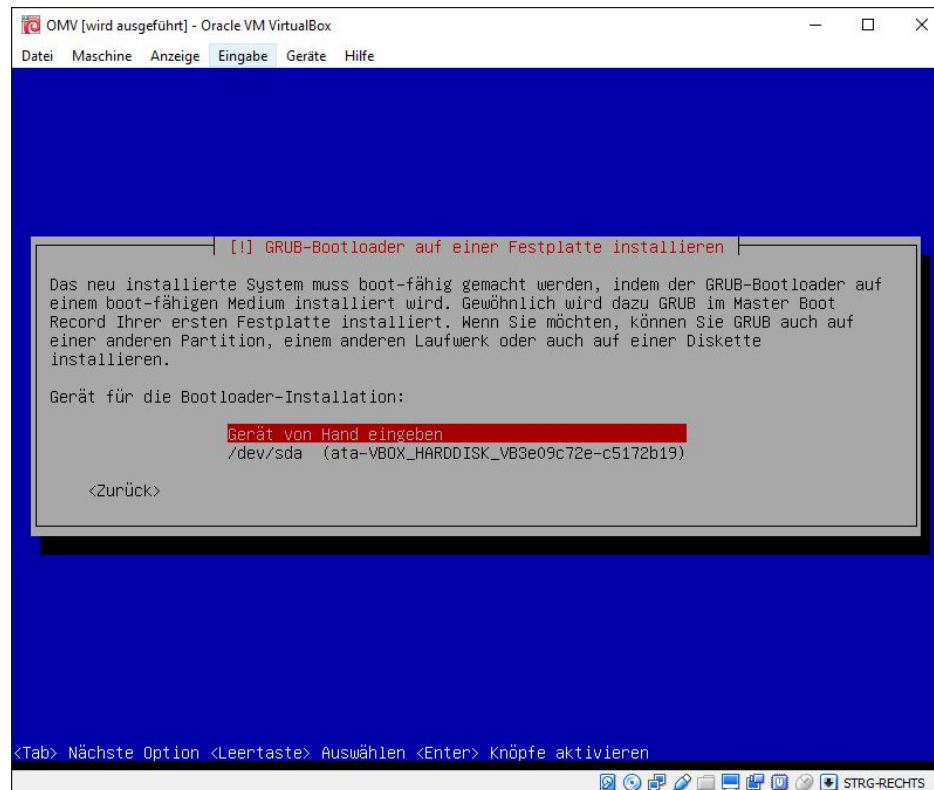 OMV [wird ausgeführt] - Oracle VM VirtualBox
Datei Maschine Anzeige Eingabe Geräte Hilfe
[!] GRUB-Bootloader auf einer Festplatte installieren
Das neu installierte System muss boot-fähig gemacht werden, indem der GRUB-Bootloader auf
einem boot-fähigen Medium installiert wird. Gewöhnlich wird dazu GRUB im Master Boot
Record Ihrer ersten Festplatte installiert. Wenn Sie möchten, können Sie GRUB auch auf
einer anderen Partition, einem anderen Laufwerk oder auch auf einer Diskette
installieren.
Gerät für die Bootloader-Installation:
Gerät von Hand eingeben
/dev/sda (ata-VBOX_HARDDISK_VB3e09c72e-c5172b19)
<Zurück>
<Tab> Nächste Option <Leertaste> Auswählen <Enter> Knöpfe aktivieren
STRG-RECHTS